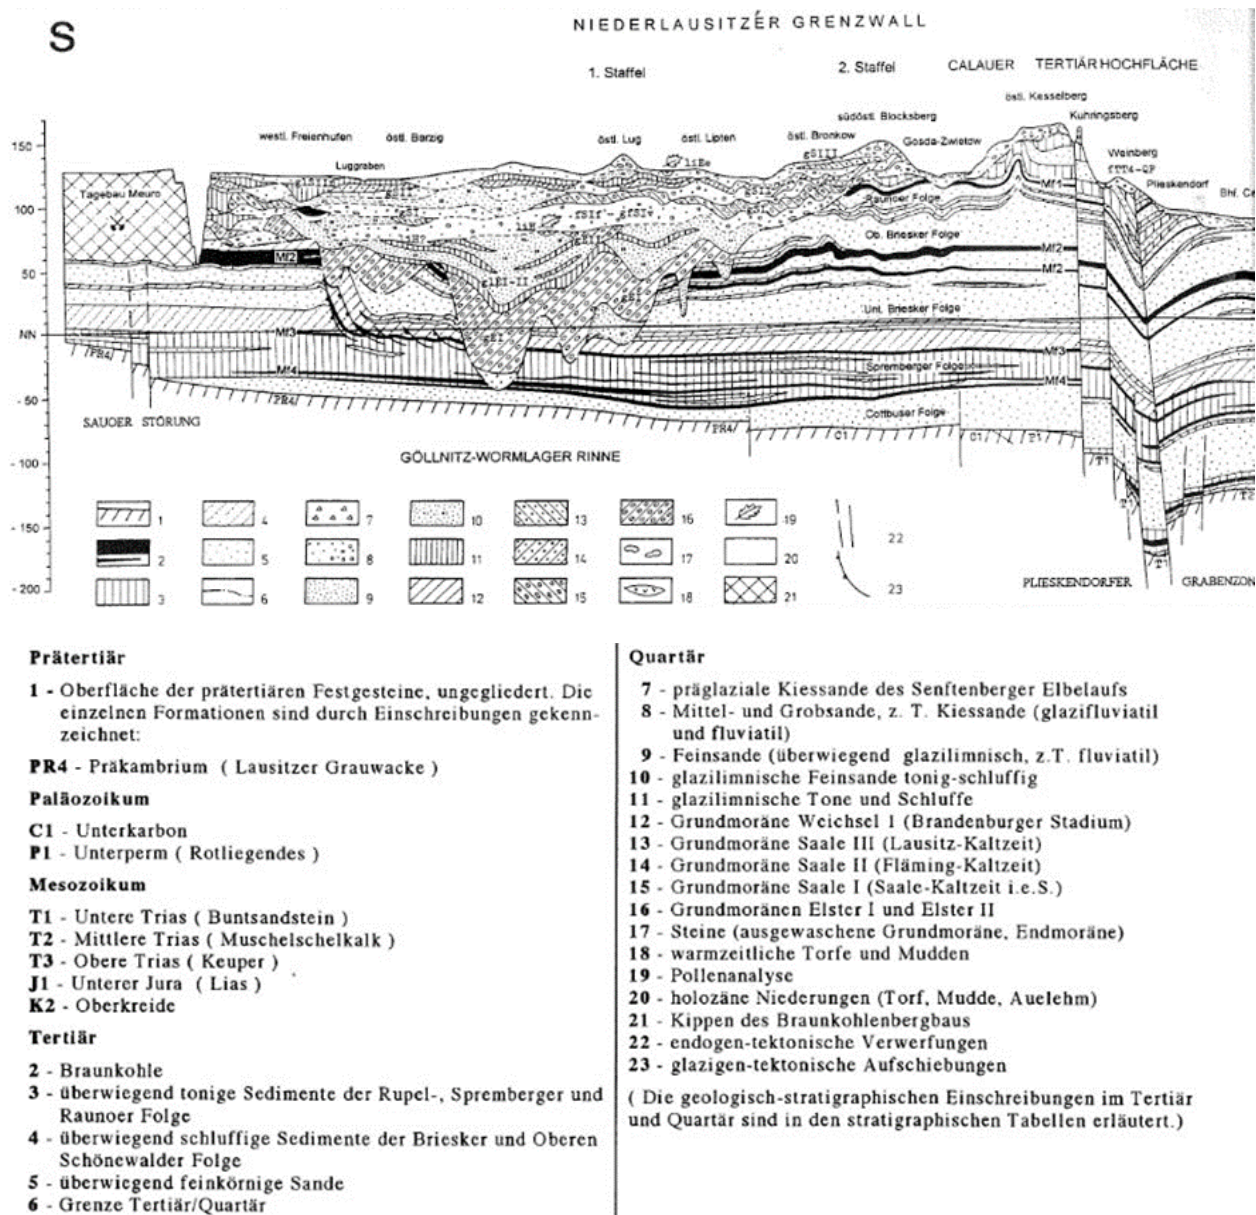 S
NIEDERLAUSITZER GRENZWALL
1. Staffel
2. Staffel
CALAUER TERTIÄRHOCHFLÄCHE
östl. Kesselberg
südöstl. Blocksberg
Kuhringsberg
westl. Freienhufen
östl. Barzig
östl. Lug
östl. Lipten
östl. Bronkow
Gosda-Zwietow
Weinberg
Luggraben
Plieskendorf
Bhf. Ca
150
Tagebau Meuro
100
50
NN
- 50
- 100
- 150
- 200
gSIII
liEe
Mf1
Raunoer Folge
Ob. Briesker Folge
Mf2
Mf2
Mf2
Unt. Briesker Folge
Mf3
Mf3
Spremberger Folge
Mf4
Mf4
Cottbuser Folge
gEI
PR4
PR4
PR4
C1
C1
P1
T1
T2
SAUOER STÖRUNG
GÖLLNITZ-WORMLAGER RINNE
PLIESKENDORFER GRABENZON
1
2
3
4
5
6
7
8
9
10
11
12
13
14
15
16
17
18
19
20
21
22
23
Prätertiär
1 - Oberfläche der prätertiären Festgesteine, ungegliedert. Die
einzelnen Formationen sind durch Einschreibungen gekenn-
zeichnet:
PR4 - Präkambrium ( Lausitzer Grauwacke )
Paläozoikum
C1 - Unterkarbon
P1 - Unterperm ( Rotliegendes )
Mesozoikum
T1 - Untere Trias ( Buntsandstein )
T2 - Mittlere Trias ( Muschelschelkalk )
T3 - Obere Trias ( Keuper )
J1 - Unterer Jura ( Lias )
K2 - Oberkreide
Tertiär
2 - Braunkohle
3 - überwiegend tonige Sedimente der Rupel-, Spremberger und
Raunoer Folge
4 - überwiegend schluffige Sedimente der Briesker und Oberen
Schönewalder Folge
5 - überwiegend feinkörnige Sande
6 - Grenze Tertiär/Quartär
Quartär
7 - präglaziale Kiessande des Senftenberger Elbelaufs
8 - Mittel- und Grobsande, z. T. Kiessande (glazifluviatil
und fluviatil)
9 - Feinsande (überwiegend glazilimnisch, z.T. fluviatil)
10 - glazilimnische Feinsande tonig-schluffig
11 - glazilimnische Tone und Schluffe
12 - Grundmoräne Weichsel I (Brandenburger Stadium)
13 - Grundmoräne Saale III (Lausitz-Kaltzeit)
14 - Grundmoräne Saale II (Fläming-Kaltzeit)
15 - Grundmoräne Saale I (Saale-Kaltzeit i.e.S.)
16 - Grundmoränen Elster I und Elster II
17 - Steine (ausgewaschene Grundmoräne, Endmoräne)
18 - warmzeitliche Torfe und Mudden
19 - Pollenanalyse
20 - holozäne Niederungen (Torf, Mudde, Auelehm)
21 - Kippen des Braunkohlenbergbaus
22 - endogen-tektonische Verwerfungen
23 - glazigen-tektonische Aufschiebungen
( Die geologisch-stratigraphischen Einschreibungen im Tertiär
und Quartär sind in den stratigraphischen Tabellen erläutert.)